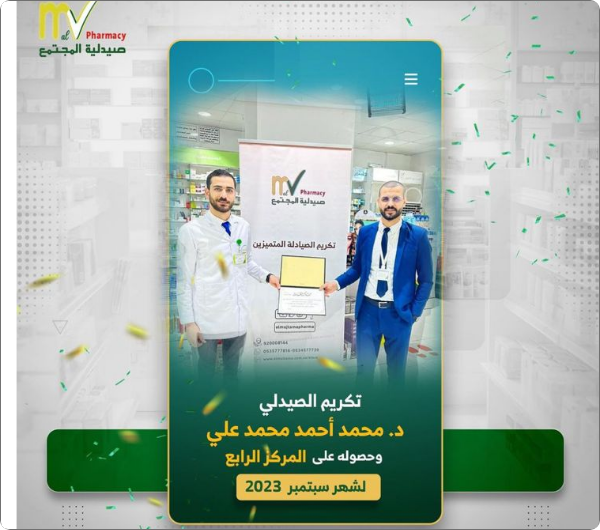 Pharmacy
صيدلية المجتمع
Pharmacy
صيدلية المجتمع
تكريم الصيادلة المتميزين
almujtamapharma
تكريم الصيدلي
د. محمد أحمد محمد علي
وحصوله على المركز الرابع
لشهر سبتمبر 2023